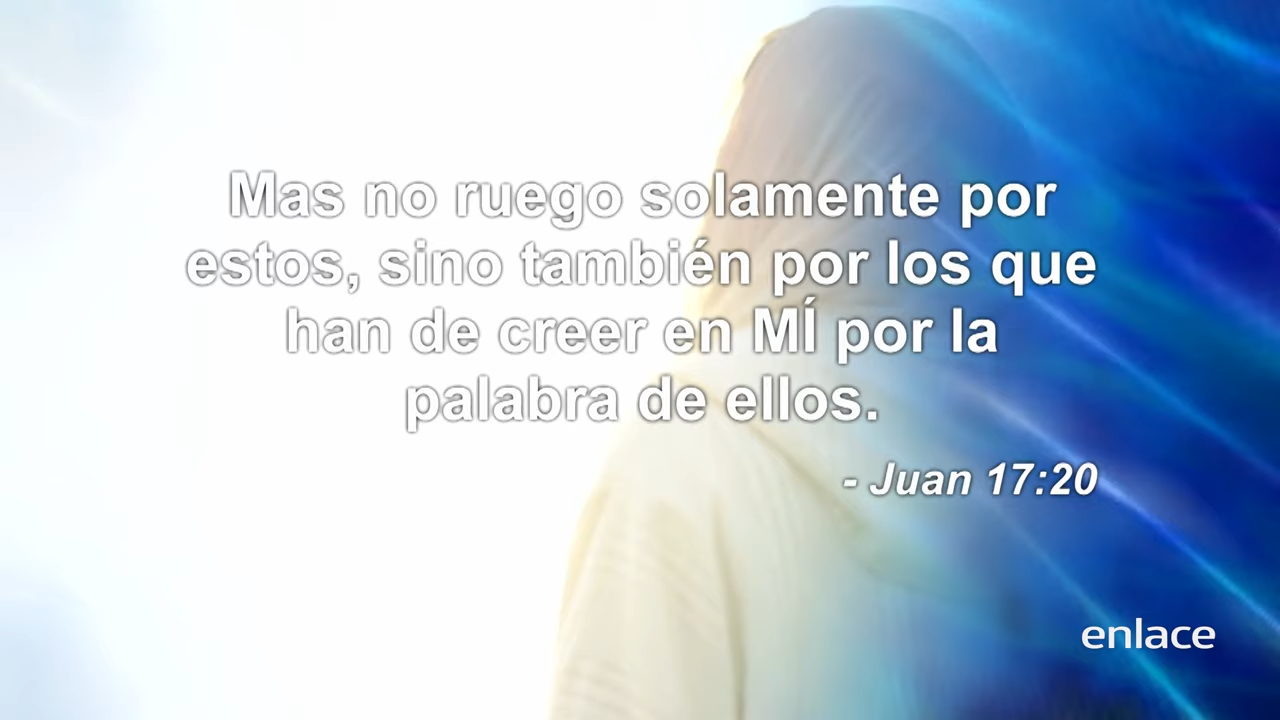 Mas no ruego solamente por
estos, sino también por los que
han de creer en MÍ por la
palabra de ellos.
- Juan 17:20
enlace